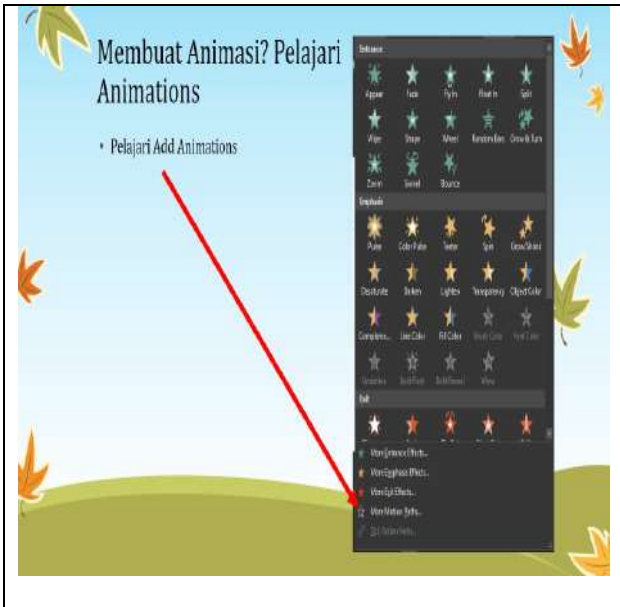 Membuat Animasi? Pelajari
Animations
• Pelajari Add Animations
Entrance
Appear Fade Fly In Float In Split
Wipe Shape Wheel Random Bars Grow & Turn
Zoom Swivel Bounce
Emphasis
Pulse Color Pulse Teeter Spin Grow/Shrink
Desaturate Darken Lighten Transparency Object Color
Line Color Fill Color
Exit
More Entrance Effects...
More Emphasis Effects...
More Exit Effects...
More Motion Paths...